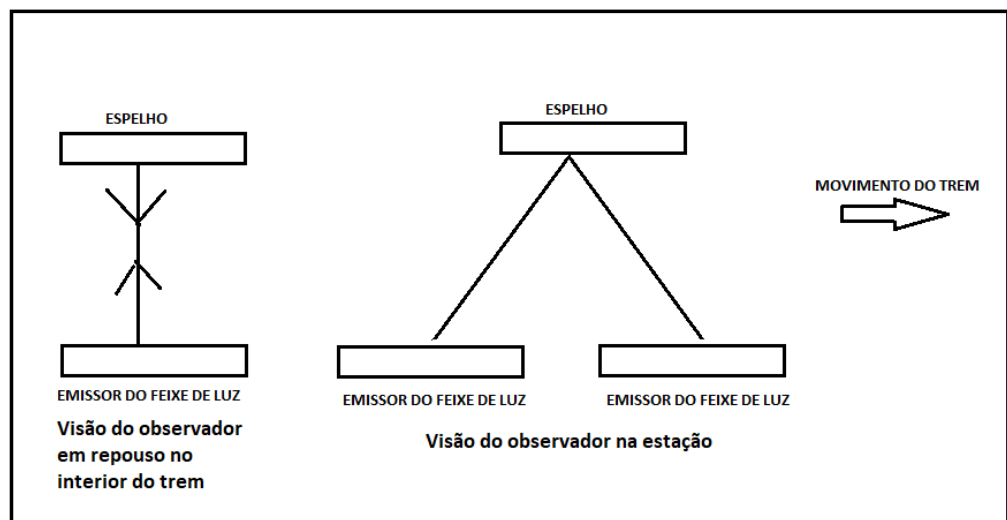 ESPELHO
EMISSOR DO FEIXE DE LUZ
Visão do observador
em repouso no
interior do trem
ESPELHO
EMISSOR DO FEIXE DE LUZ
EMISSOR DO FEIXE DE LUZ
Visão do observador na estação
MOVIMENTO DO TREM